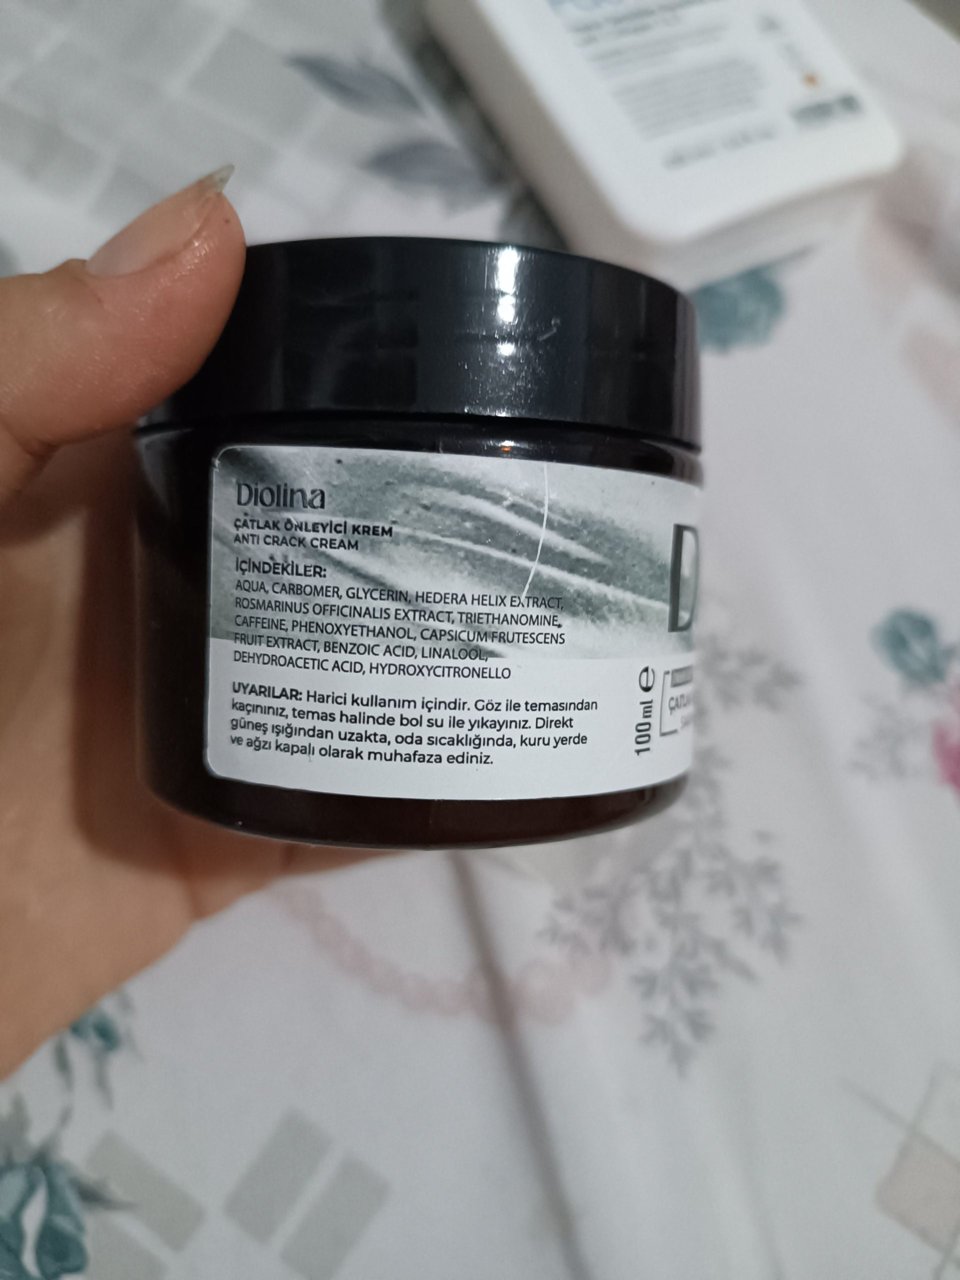 Diolina
ÇATLAK ÖNLEYİCİ KREM
ANTI CRACK CREAM
İÇİNDEKİLER:
AQUA, CARBOMER, GLYCERIN, HEDERA HELIX EXTRACT,
ROSMARINUS OFFICINALIS EXTRACT, TRIETHANOMINE,
CAFFEINE, PHENOXYETHANOL, CAPSICUM FRUTESCENS
FRUIT EXTRACT, BENZOIC ACID, LINALOOL,
DEHYDROACETIC ACID, HYDROXYCITRONELLO
UYARILAR: Harici kullanım içindir. Göz ile temasından
kaçınınız, temas halinde bol su ile yıkayınız. Direkt
güneş ışığından uzakta, oda sıcaklığında, kuru yerde
ve ağzı kapalı olarak muhafaza ediniz.
100 ml e
D